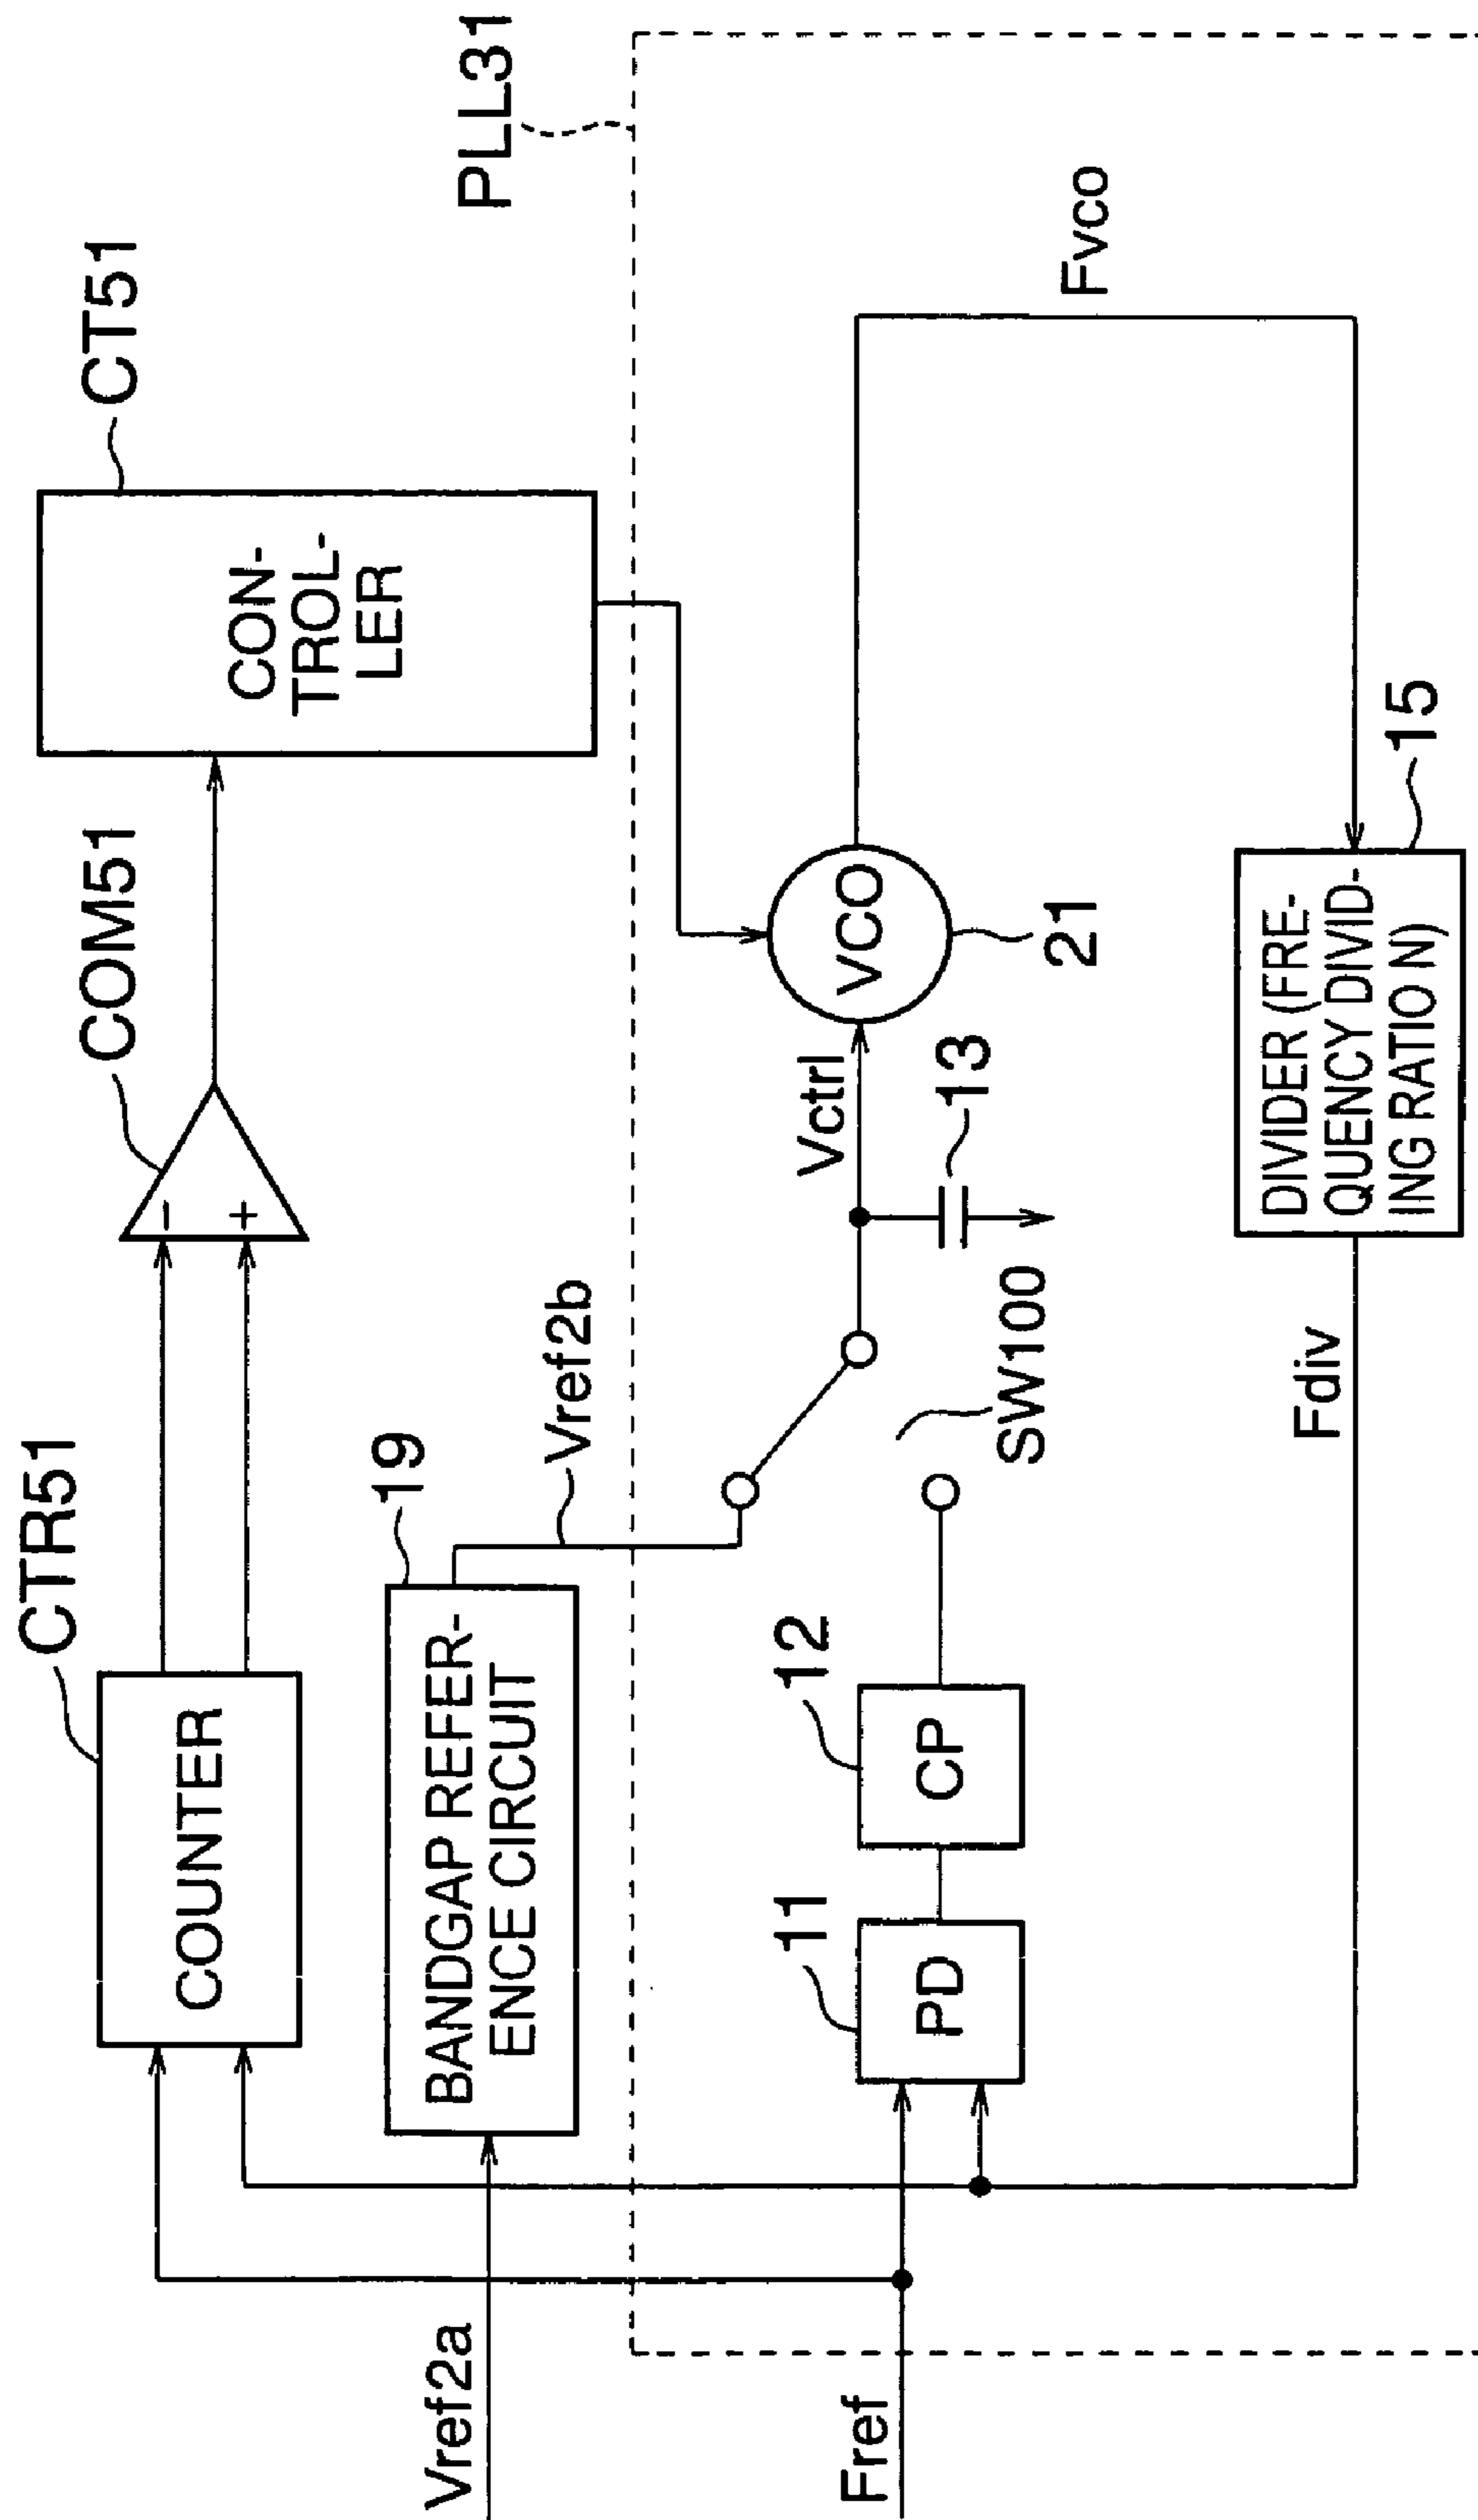 CTR51
COUNTER
COM51
−
+
CT51
CON-
TROL-
LER
PLL31
19
BANDGAP REFER-
ENCE CIRCUIT
Vref2a
Vref2b
Fref
11
PD
12
CP
SW100
Vctrl
13
VCO
21
Fvco
Fdiv
DIVIDER (FRE-
QUENCY DIVID-
ING RATION)
15